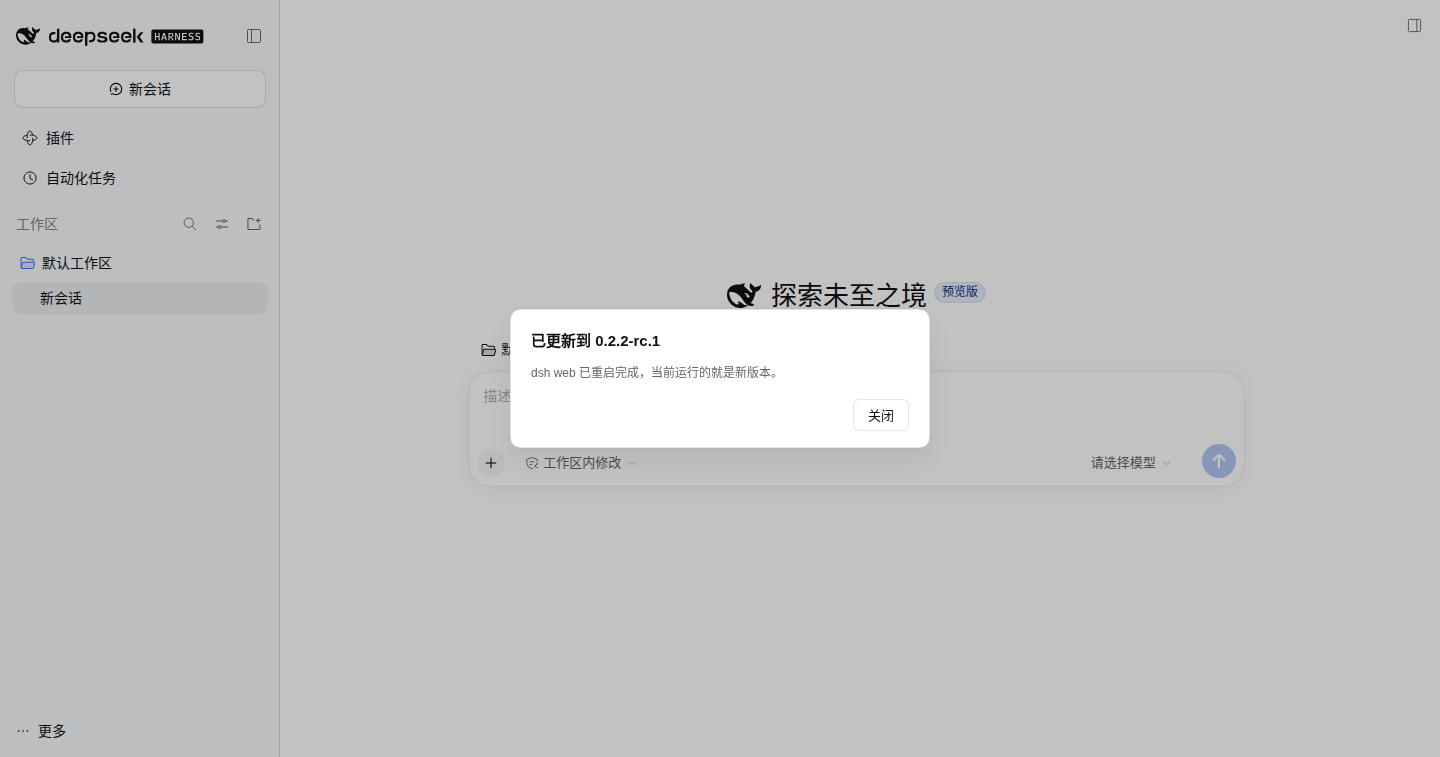 deepseek HARNESS
新会话
插件
自动化任务
工作区
默认工作区
新会话
更多
探索未至之境 预览版
已更新到 0.2.2-rc.1
dsh web 已重启完成，当前运行的就是新版本。
关闭
描述
工作区内修改
请选择模型